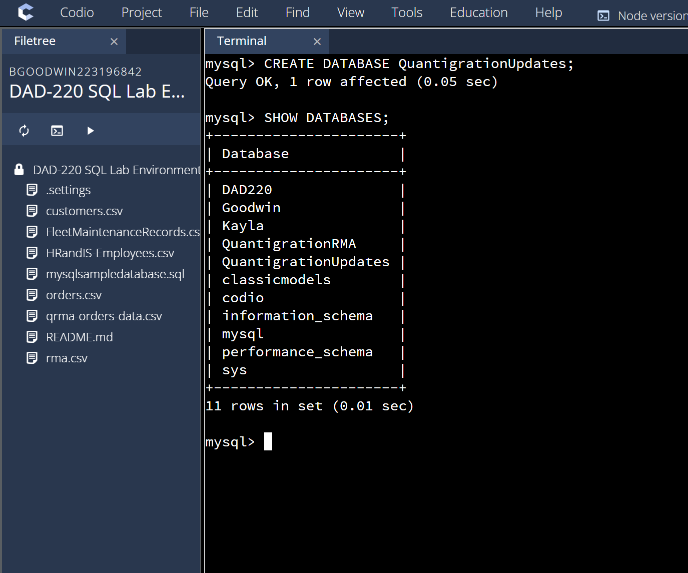 Codio Project File Edit Find View Tools Education Help Node version
Filetree ×
BGOODWIN223196842
DAD-220 SQL Lab E...
DAD-220 SQL Lab Environment
.settings
customers.csv
FleetMaintenanceRecords.cs
HRandIS-Employees.csv
mysqlsampledatabase.sql
orders.csv
qrma-orders-data.csv
README.md
rma.csv
Terminal ×
mysql> CREATE DATABASE QuantigrationUpdates;
Query OK, 1 row affected (0.05 sec)
mysql> SHOW DATABASES;
+----------------------+
| Database |
+----------------------+
| DAD220 |
| Goodwin |
| Kayla |
| QuantigrationRMA |
| QuantigrationUpdates |
| classicmodels |
| codio |
| information_schema |
| mysql |
| performance_schema |
| sys |
+----------------------+
11 rows in set (0.01 sec)
mysql>